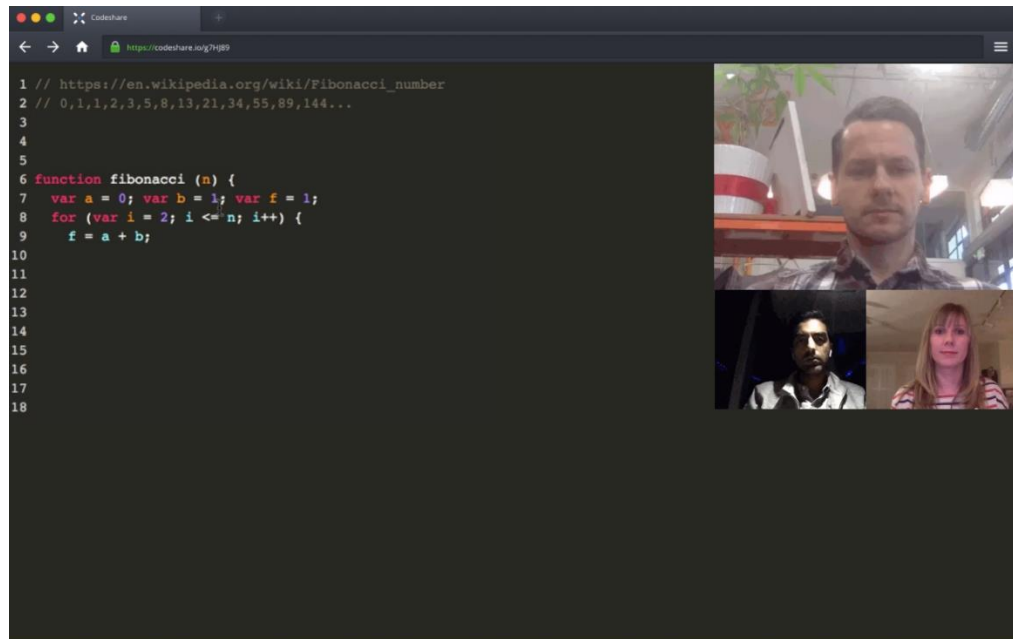 Codeshare
https://codeshare.io/g7HJ89
1 // https://en.wikipedia.org/wiki/Fibonacci_number
2 // 0,1,1,2,3,5,8,13,21,34,55,89,144...
3
4
5
6 function fibonacci (n) {
7 var a = 0; var b = 1; var f = 1;
8 for (var i = 2; i <= n; i++) {
9 f = a + b;
10
11
12
13
14
15
16
17
18